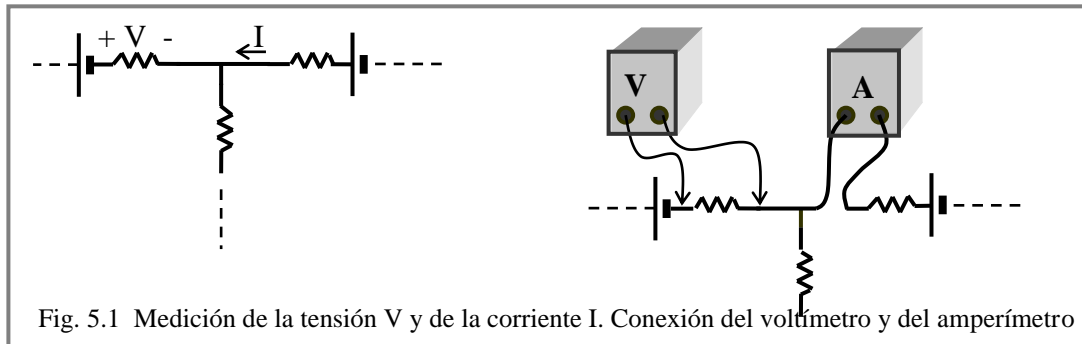 + V -
I
V
A
Fig. 5.1 Medición de la tensión V y de la corriente I. Conexión del voltímetro y del amperímetro